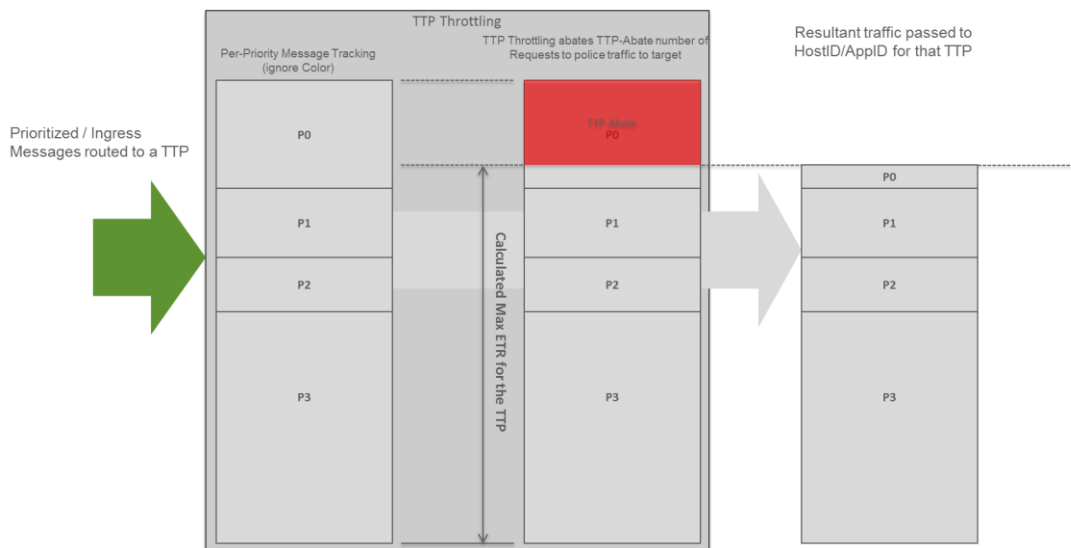 TTP Throttling
Per-Priority Message Tracking
(ignore Color)
TTP Throttling abates TTP-Abate number of
Requests to police traffic to target
Resultant traffic passed to
HostID/AppID for that TTP
Prioritized / Ingress
Messages routed to a TTP
P0
P1
P2
P3
Calculated Max ETR for the TTP
TTP-Abate
P0
P1
P2
P3
P0
P1
P2
P3